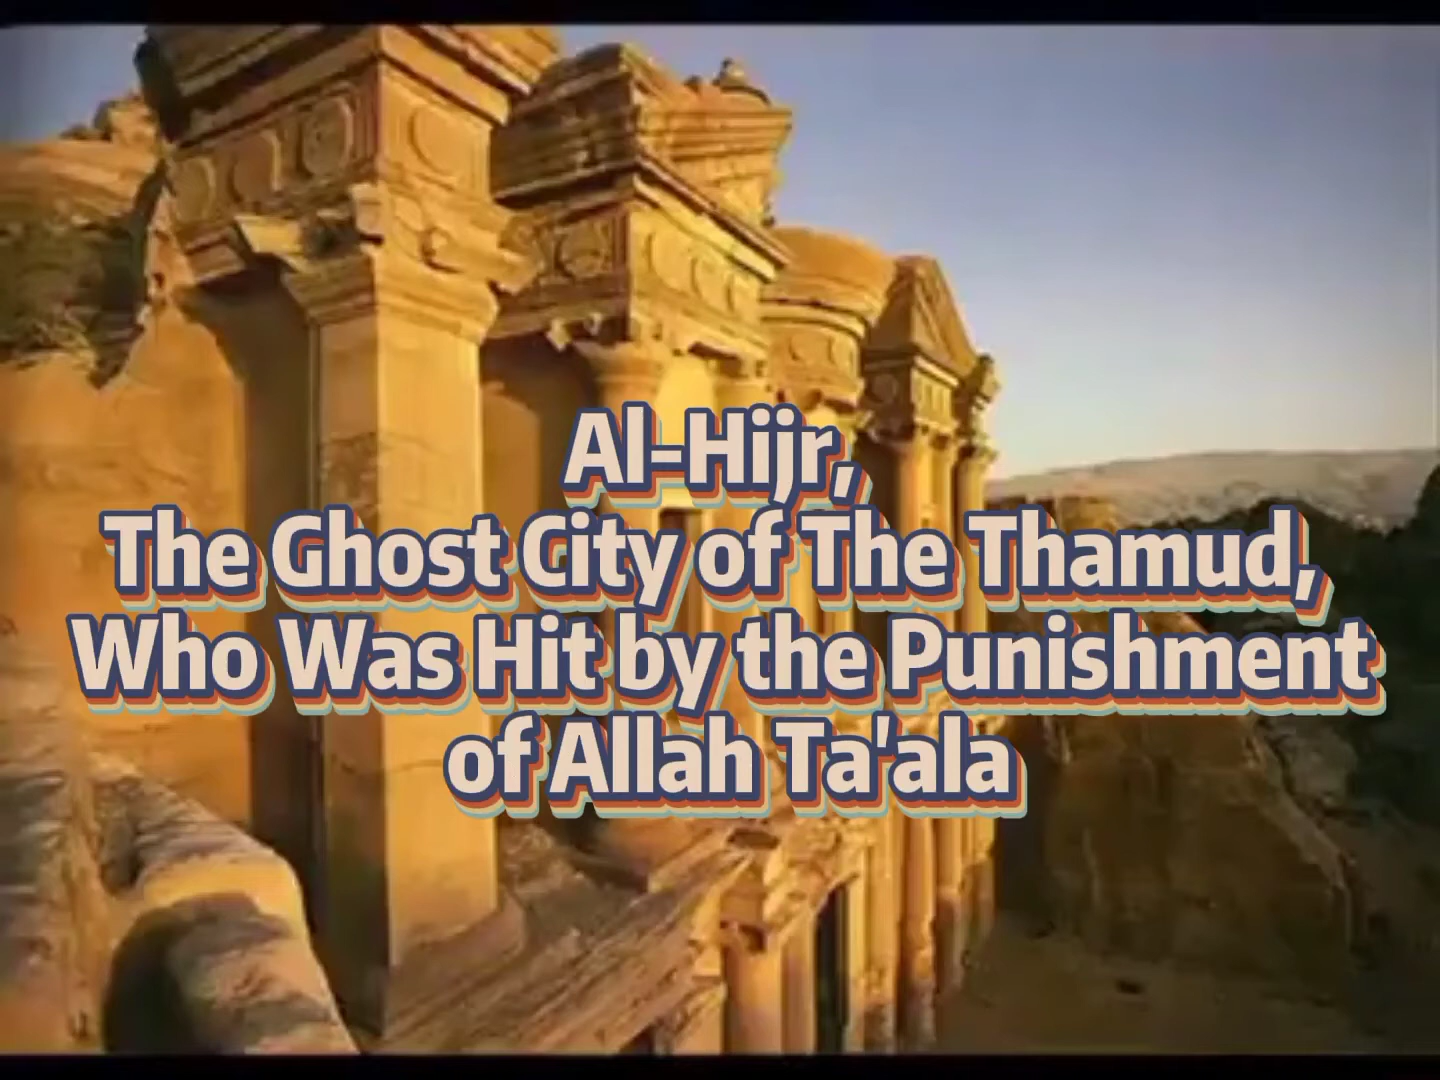 Al-Hijr,
The Ghost City of The Thamud,
Who Was Hit by the Punishment
of Allah Ta'ala